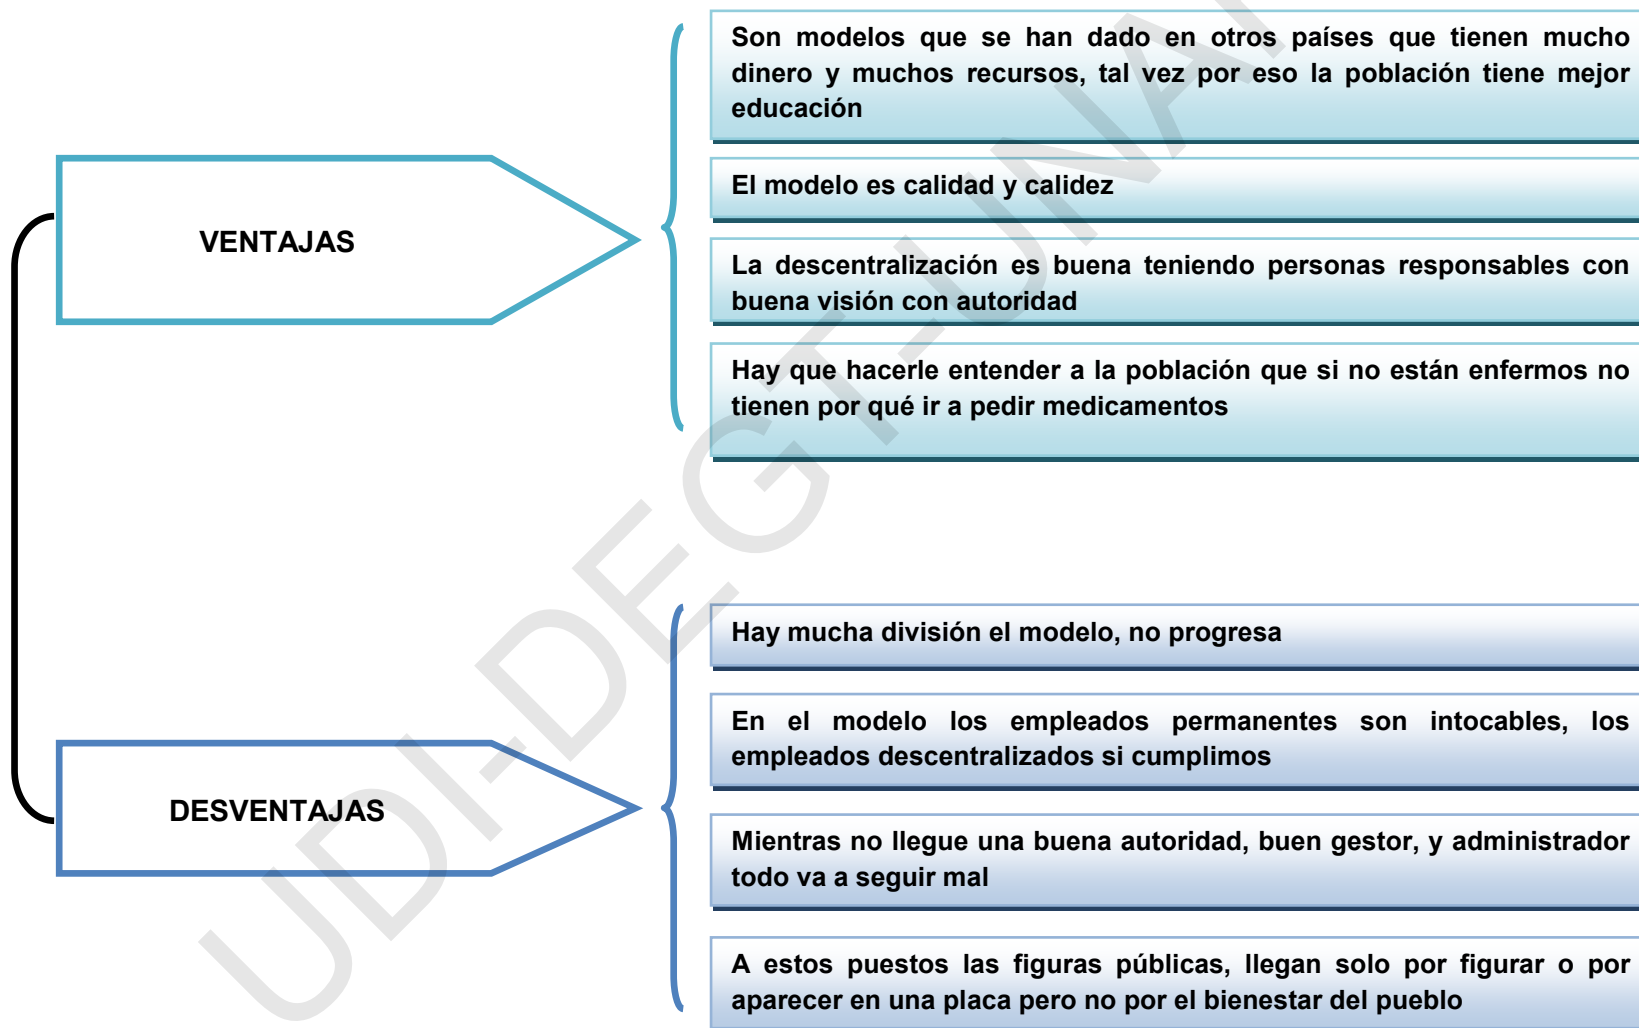 Son modelos que se han dado en otros países que tienen mucho
dinero y muchos recursos, tal vez por eso la población tiene mejor
educación
El modelo es calidad y calidez
VENTAJAS
La descentralización es buena teniendo personas responsables con
buena visión con autoridad
Hay que hacerle entender a la población que si no están enfermos no
tienen por qué ir a pedir medicamentos
Hay mucha división el modelo, no progresa
En el modelo los empleados permanentes son intocables, los
empleados descentralizados si cumplimos
DESVENTAJAS
Mientras no llegue una buena autoridad, buen gestor, y administrador
todo va a seguir mal
A estos puestos las figuras públicas, llegan solo por figurar o por
aparecer en una placa pero no por el bienestar del pueblo